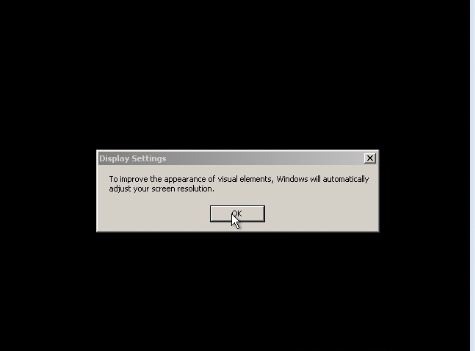 Display Settings
To improve the appearance of visual elements, Windows will automatically
adjust your screen resolution.
OK